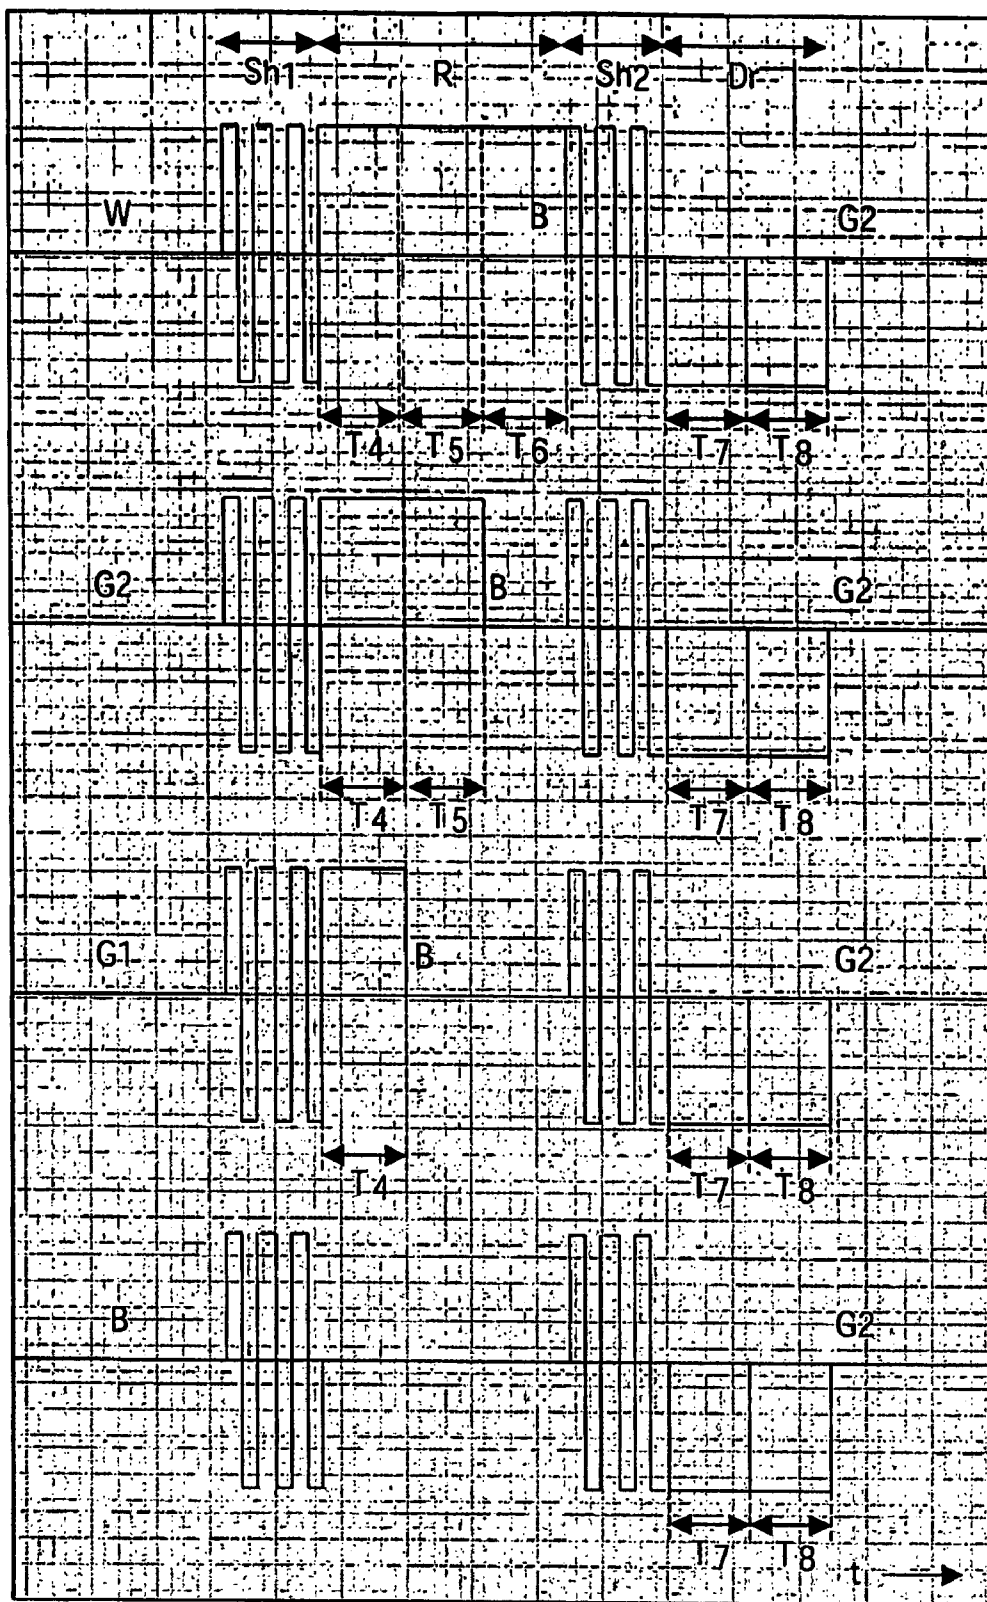 Sh1 R Sh2 Dr
W B G2
T4 T5 T6 T7 T8
G2 B G2
T4 T5 T7 T8
G1 B G2
T4 T7 T8
B G2
T7 T8 t